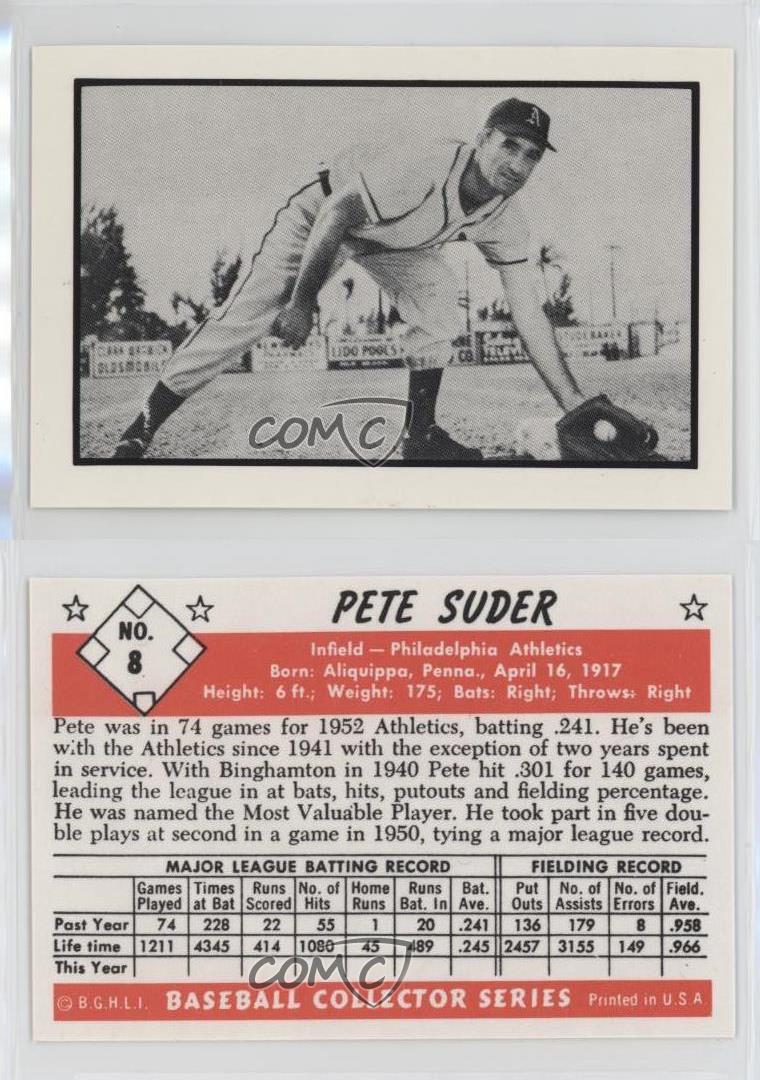 A
CLARK
OLDSMOBILE
LIDO POOLS
CO
STUDEBAKER
COMC
NO.
8
PETE SUDER
Infield — Philadelphia Athletics
Born: Aliquippa, Penna., April 16, 1917
Height: 6 ft.; Weight: 175; Bats: Right; Throws: Right
Pete was in 74 games for 1952 Athletics, batting .241. He's been
with the Athletics since 1941 with the exception of two years spent
in service. With Binghamton in 1940 Pete hit .301 for 140 games,
leading the league in at bats, hits, putouts and fielding percentage.
He was named the Most Valuable Player. He took part in five dou-
ble plays at second in a game in 1950, tying a major league record.
MAJOR LEAGUE BATTING RECORD FIELDING RECORD
Games Times Runs No. of Home Runs Bat. Put No. of No. of Field.
Played at Bat Scored Hits Runs Bat. In Ave. Outs Assists Errors Ave.
Past Year 74 228 22 55 1 20 .241 136 179 8 .958
Life time 1211 4345 414 1080 45 489 .245 2457 3155 149 .966
This Year
COMC
© B.G.H.L.I. BASEBALL COLLECTOR SERIES Printed in U.S.A.